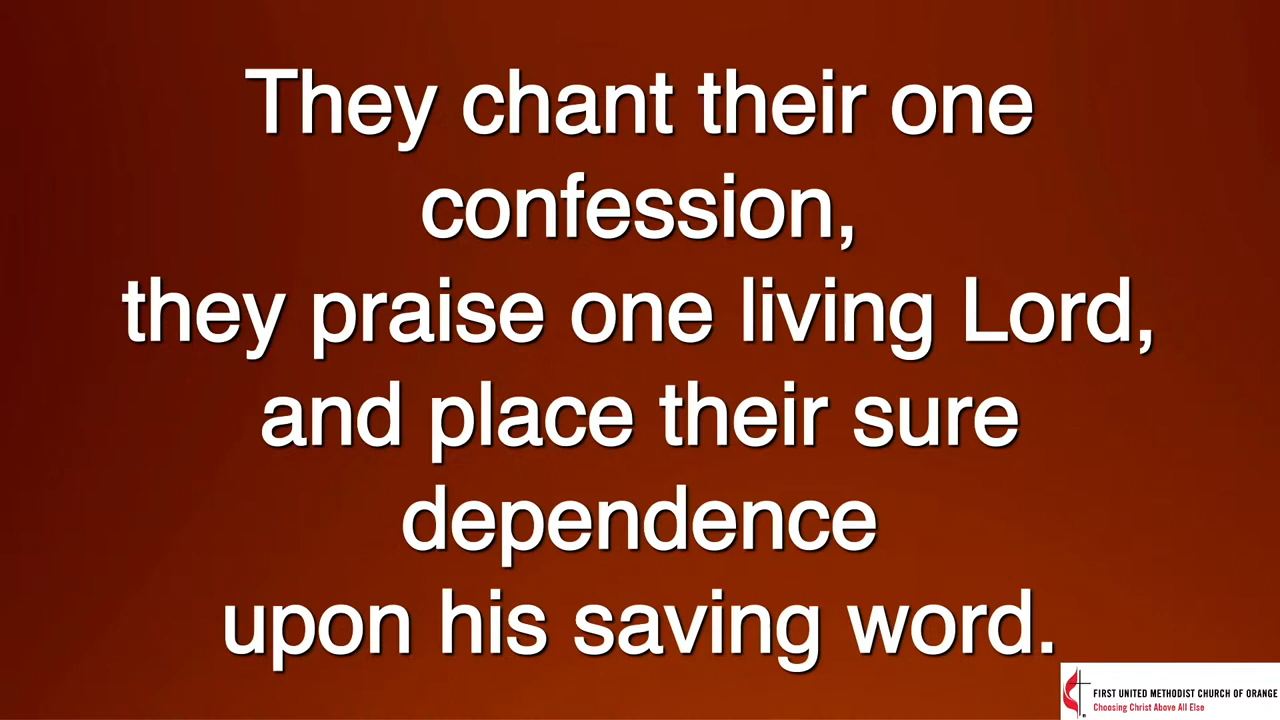 They chant their one
confession,
they praise one living Lord,
and place their sure
dependence
upon his saving word.
FIRST UNITED METHODIST CHURCH OF ORANGE
Choosing Christ Above All Else